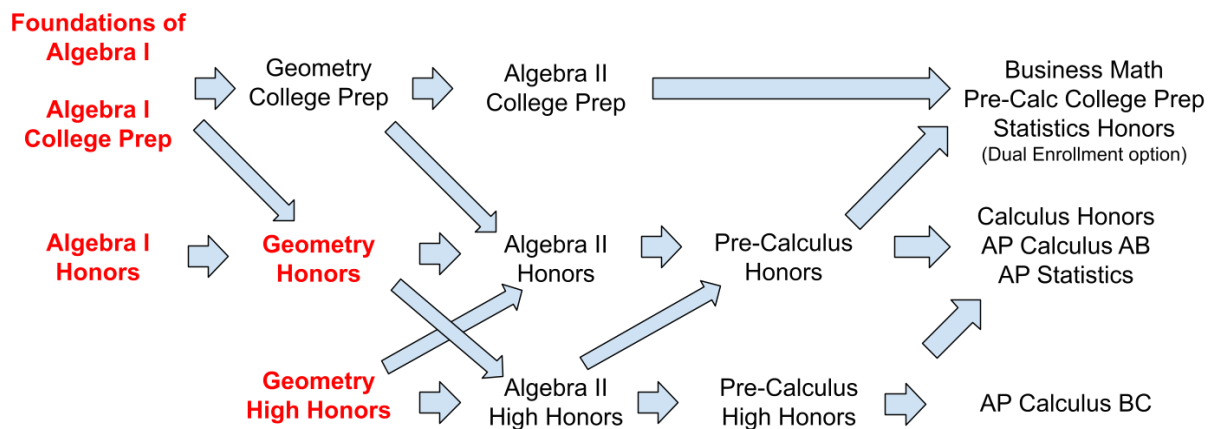 Foundations of
Algebra I
Algebra I
College Prep
Geometry
College Prep
Algebra II
College Prep
Business Math
Pre-Calc College Prep
Statistics Honors
(Dual Enrollment option)
Algebra I
Honors
Geometry
Honors
Algebra II
Honors
Pre-Calculus
Honors
Calculus Honors
AP Calculus AB
AP Statistics
Geometry
High Honors
Algebra II
High Honors
Pre-Calculus
High Honors
AP Calculus BC